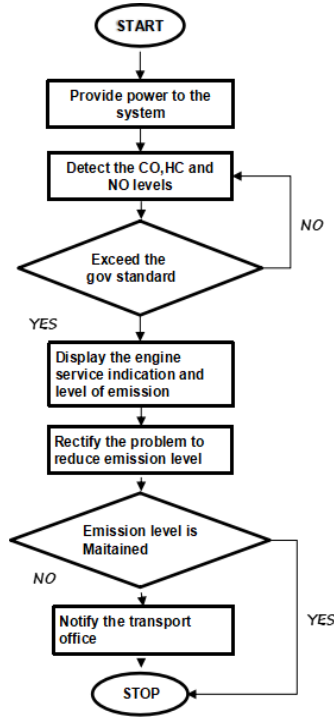 START
Provide power to the
system
Detect the CO,HC and
NO levels
NO
Exceed the
gov standard
YES
Display the engine
service indication and
level of emission
Rectify the problem to
reduce emission level
Emission level is
Maitained
NO
YES
Notify the transport
office
STOP